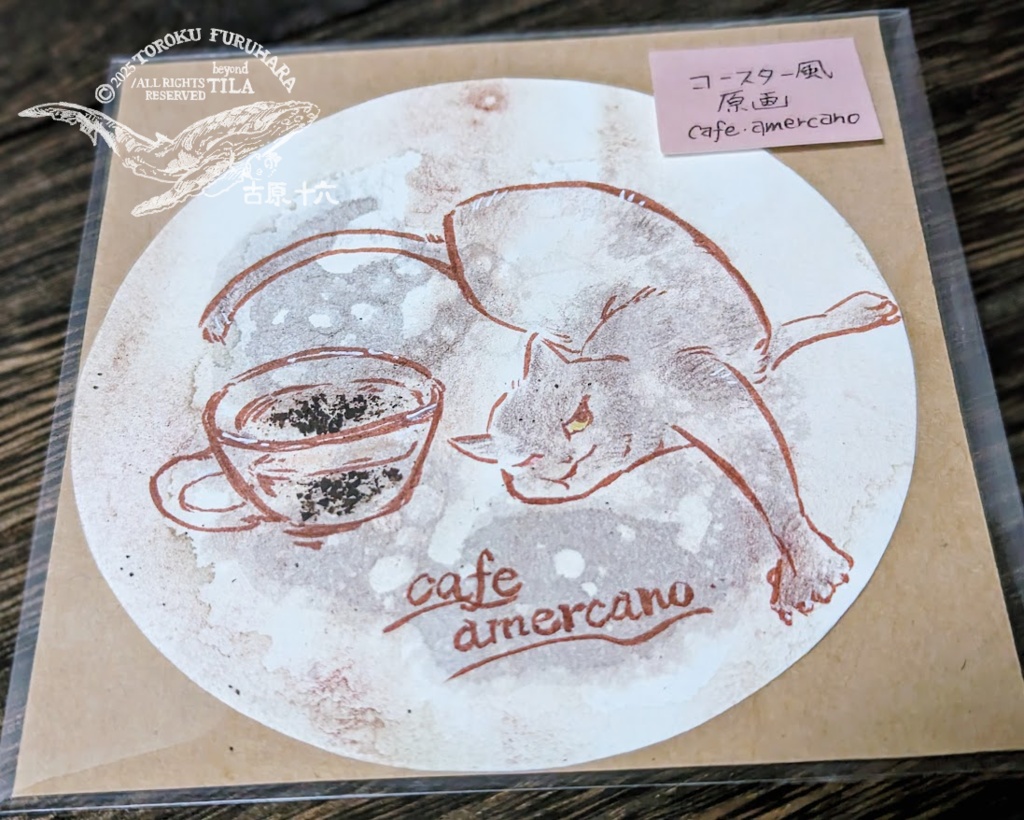 ©2025 TOROKU FURUHARA
/ALL RIGHTS
RESERVED
beyond
TILA
古原十六
コースター風
原画
cafe・amercano
cafe
amercano